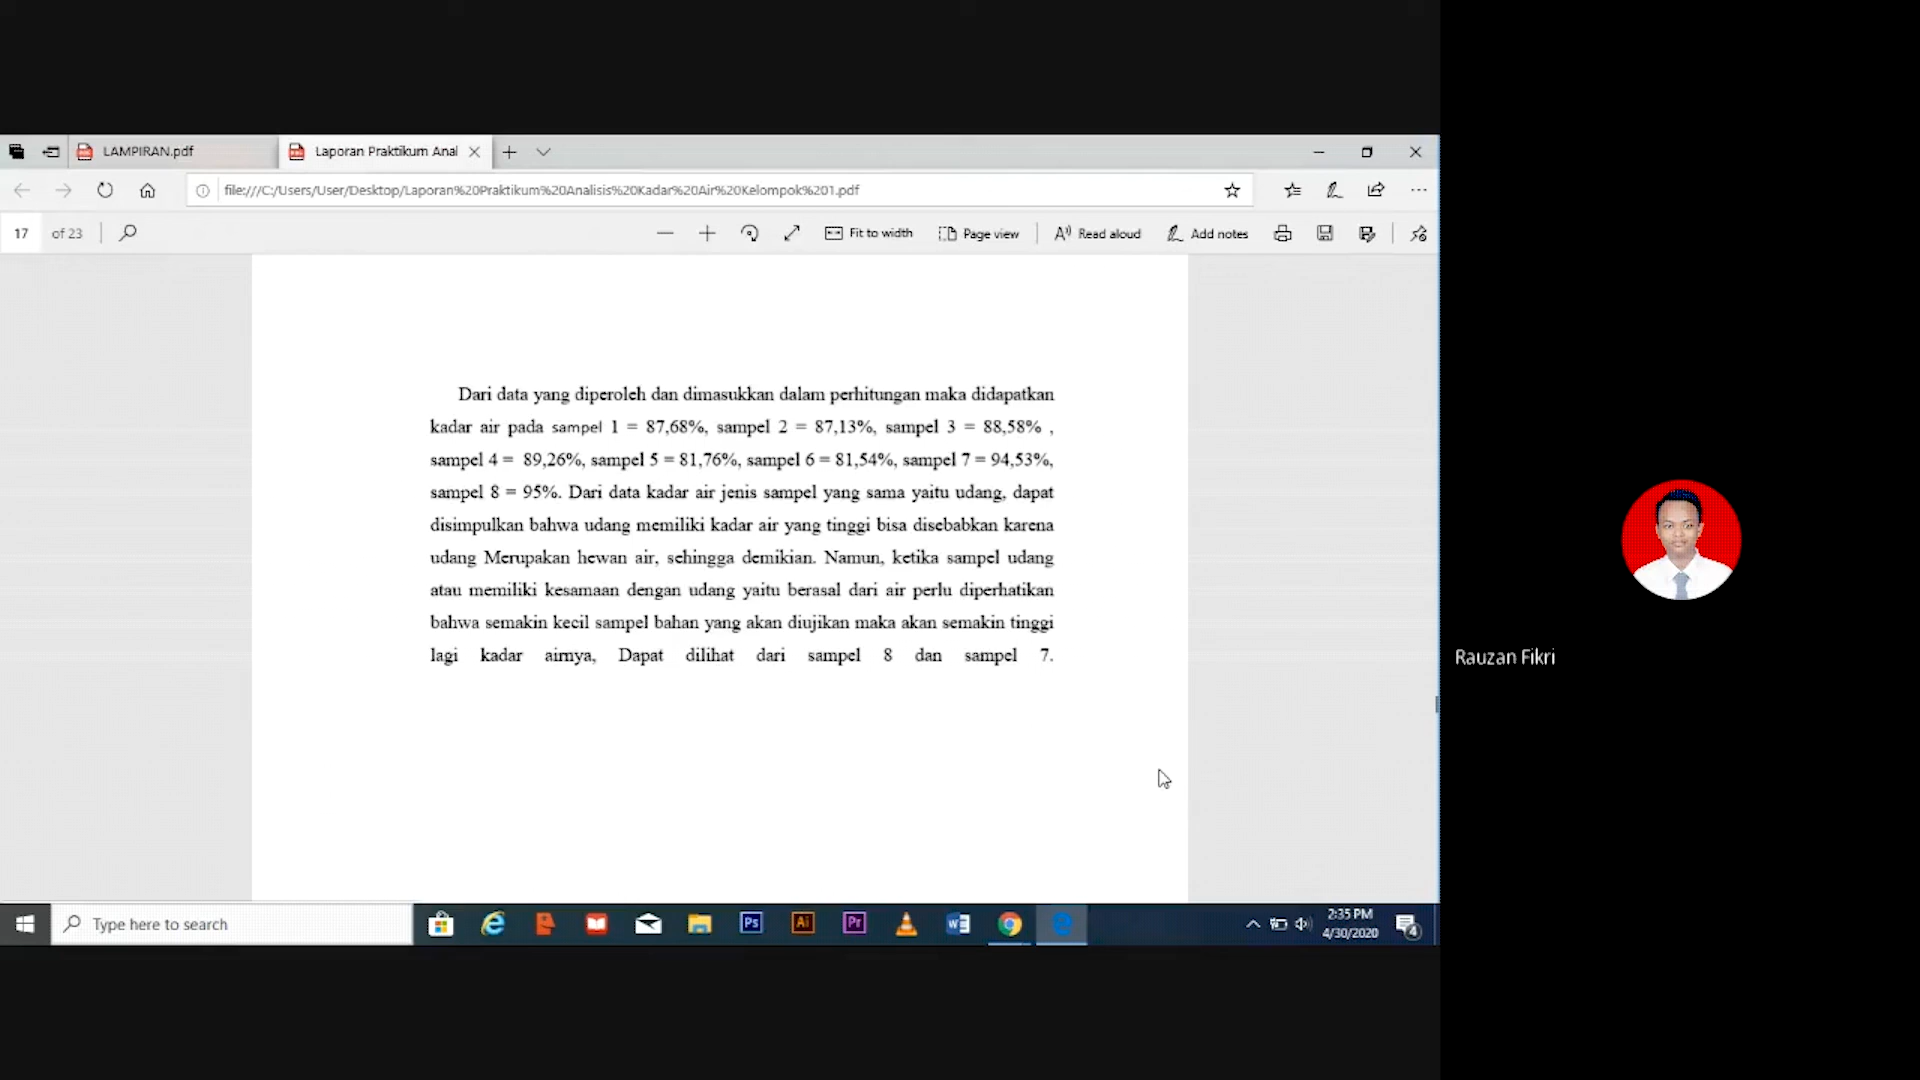 LAMPIRAN.pdf
Laporan Praktikum Anal
file:///C:/Users/User/Desktop/Laporan%20Praktikum%20Analisis%20Kadar%20Air%20Kelompok%201.pdf
17 of 23
Fit to width
Page view
Read aloud
Add notes
Dari data yang diperoleh dan dimasukkan dalam perhitungan maka didapatkan
kadar air pada sampel 1 = 87,68%, sampel 2 = 87,13%, sampel 3 = 88,58% ,
sampel 4 = 89,26%, sampel 5 = 81,76%, sampel 6 = 81,54%, sampel 7 = 94,53%,
sampel 8 = 95%. Dari data kadar air jenis sampel yang sama yaitu udang, dapat
disimpulkan bahwa udang memiliki kadar air yang tinggi bisa disebabkan karena
udang Merupakan hewan air, sehingga demikian. Namun, ketika sampel udang
atau memiliki kesamaan dengan udang yaitu berasal dari air perlu diperhatikan
bahwa semakin kecil sampel bahan yang akan diujikan maka akan semakin tinggi
lagi kadar airnya, Dapat dilihat dari sampel 8 dan sampel 7.
Rauzan Fikri
Type here to search
Ps
Ai
Pr
2:35 PM
4/30/2020
4